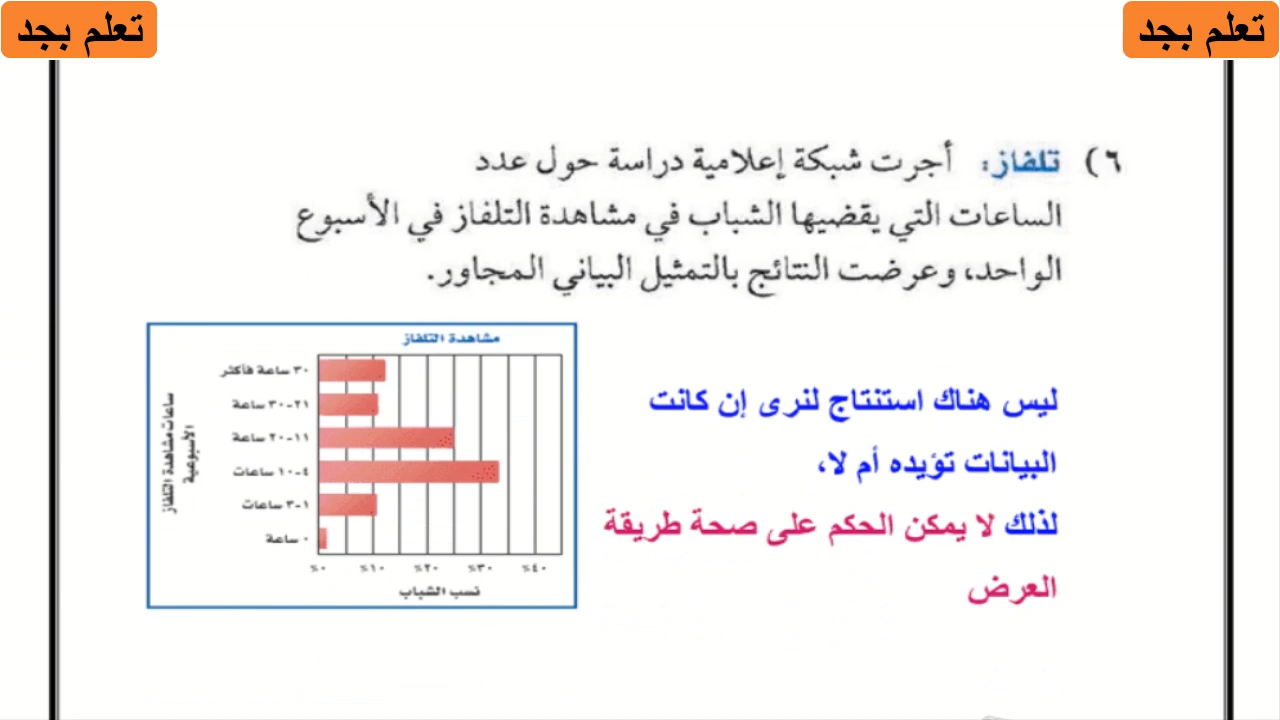 تعلم بجد
تعلم بجد
٦) تلفاز: أجرت شبكة إعلامية دراسة حول عدد
الساعات التي يقضيها الشباب في مشاهدة التلفاز في الأسبوع
الواحد، وعرضت النتائج بالتمثيل البياني المجاور.
ليس هناك استنتاج لنرى إن كانت
البيانات تؤيده أم لا،
لذلك لا يمكن الحكم على صحة طريقة
العرض
مشاهدة التلفاز
ساعات مشاهدة التلفاز
الأسبوعية
٣٠ ساعة فأكثر
٢١-٣٠ ساعة
١١-٢٠ ساعة
٤-١٠ ساعات
١-٣ ساعات
٠ ساعة
٪٠ ٪١٠ ٪٢٠ ٪٣٠ ٪٤٠
نسب الشباب